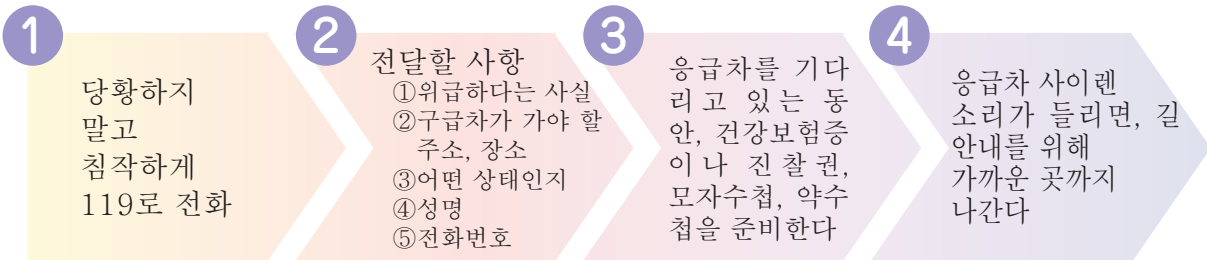 1
당황하지
말고
침착하게
119로 전화
2
전달할 사항
①위급하다는 사실
②구급차가 가야 할
주소, 장소
③어떤 상태인지
④성명
⑤전화번호
3
응급차를 기다
리고 있는 동
안, 건강보험증
이나 진찰권,
모자수첩, 약수
첩을 준비한다
4
응급차 사이렌
소리가 들리면, 길
안내를 위해
가까운 곳까지
나간다